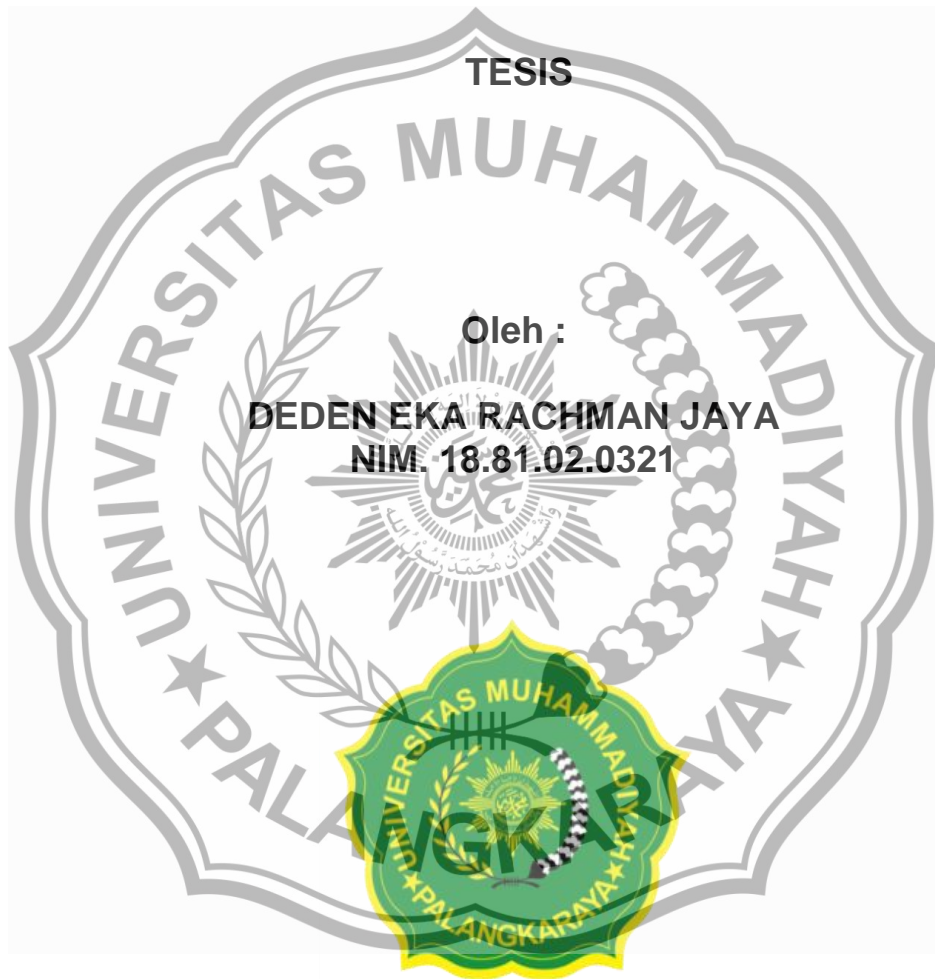 TESIS
Oleh :
DEDEN EKA RACHMAN JAYA
NIM. 18.81.02.0321
UNIVERSITAS MUHAMMADIYAH
PALANGKARAYA
UNIVERSITAS MUHAMMADIYAH
PALANGKARAYA